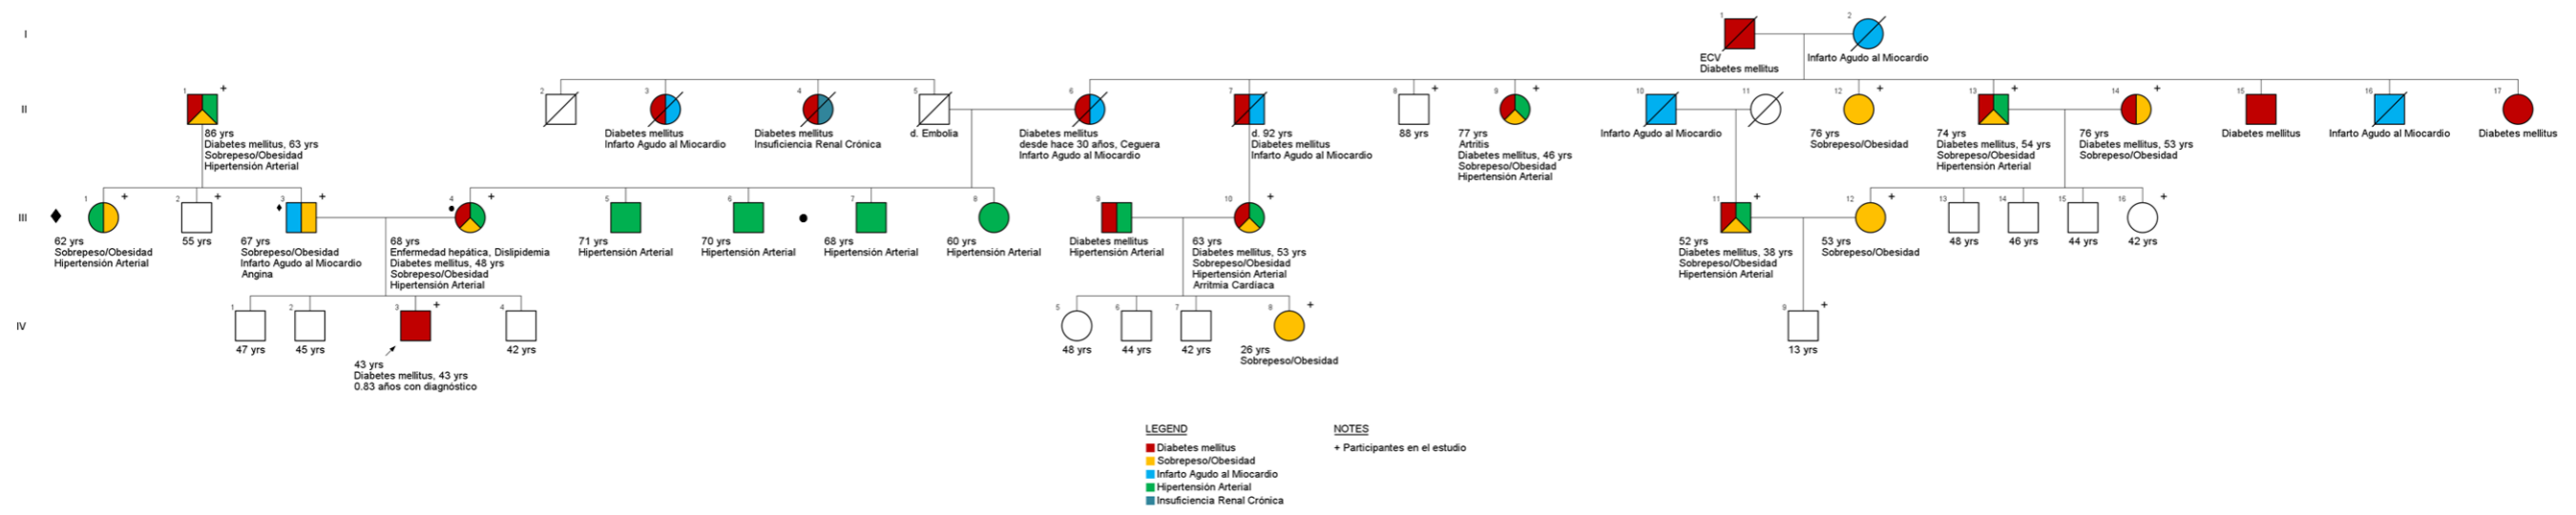 I
1
2
ECV
Diabetes mellitus
Infarto Agudo al Miocardio
II
1
+
86 yrs
Diabetes mellitus, 63 yrs
Sobrepeso/Obesidad
Hipertensión Arterial
2
3
Diabetes mellitus
Infarto Agudo al Miocardio
4
Diabetes mellitus
Insuficiencia Renal Crónica
5
d. Embolia
6
Diabetes mellitus
desde hace 30 años, Ceguera
Infarto Agudo al Miocardio
7
d. 92 yrs
Diabetes mellitus
Infarto Agudo al Miocardio
8
+
88 yrs
9
+
77 yrs
Artritis
Diabetes mellitus, 46 yrs
Sobrepeso/Obesidad
Hipertensión Arterial
10
Infarto Agudo al Miocardio
11
12
+
76 yrs
Sobrepeso/Obesidad
13
+
74 yrs
Diabetes mellitus, 54 yrs
Sobrepeso/Obesidad
Hipertensión Arterial
14
+
76 yrs
Diabetes mellitus, 53 yrs
Sobrepeso/Obesidad
15
Diabetes mellitus
16
Infarto Agudo al Miocardio
17
Diabetes mellitus
III
1
+
62 yrs
Sobrepeso/Obesidad
Hipertensión Arterial
2
+
55 yrs
3
+
67 yrs
Sobrepeso/Obesidad
Infarto Agudo al Miocardio
Angina
4
+
68 yrs
Enfermedad hepática, Dislipidemia
Diabetes mellitus, 48 yrs
Sobrepeso/Obesidad
Hipertensión Arterial
5
71 yrs
Hipertensión Arterial
6
70 yrs
Hipertensión Arterial
7
68 yrs
Hipertensión Arterial
8
60 yrs
Hipertensión Arterial
9
Diabetes mellitus
Hipertensión Arterial
10
+
63 yrs
Diabetes mellitus, 53 yrs
Sobrepeso/Obesidad
Hipertensión Arterial
Arritmia Cardíaca
11
+
52 yrs
Diabetes mellitus, 38 yrs
Sobrepeso/Obesidad
Hipertensión Arterial
12
+
53 yrs
Sobrepeso/Obesidad
13
48 yrs
14
46 yrs
15
44 yrs
16
+
42 yrs
IV
1
47 yrs
2
45 yrs
3
+
43 yrs
Diabetes mellitus, 43 yrs
0.83 años con diagnóstico
4
42 yrs
5
48 yrs
6
44 yrs
7
42 yrs
8
+
26 yrs
Sobrepeso/Obesidad
9
+
13 yrs
LEGEND
Diabetes mellitus
Sobrepeso/Obesidad
Infarto Agudo al Miocardio
Hipertensión Arterial
Insuficiencia Renal Crónica
NOTES
+ Participantes en el estudio